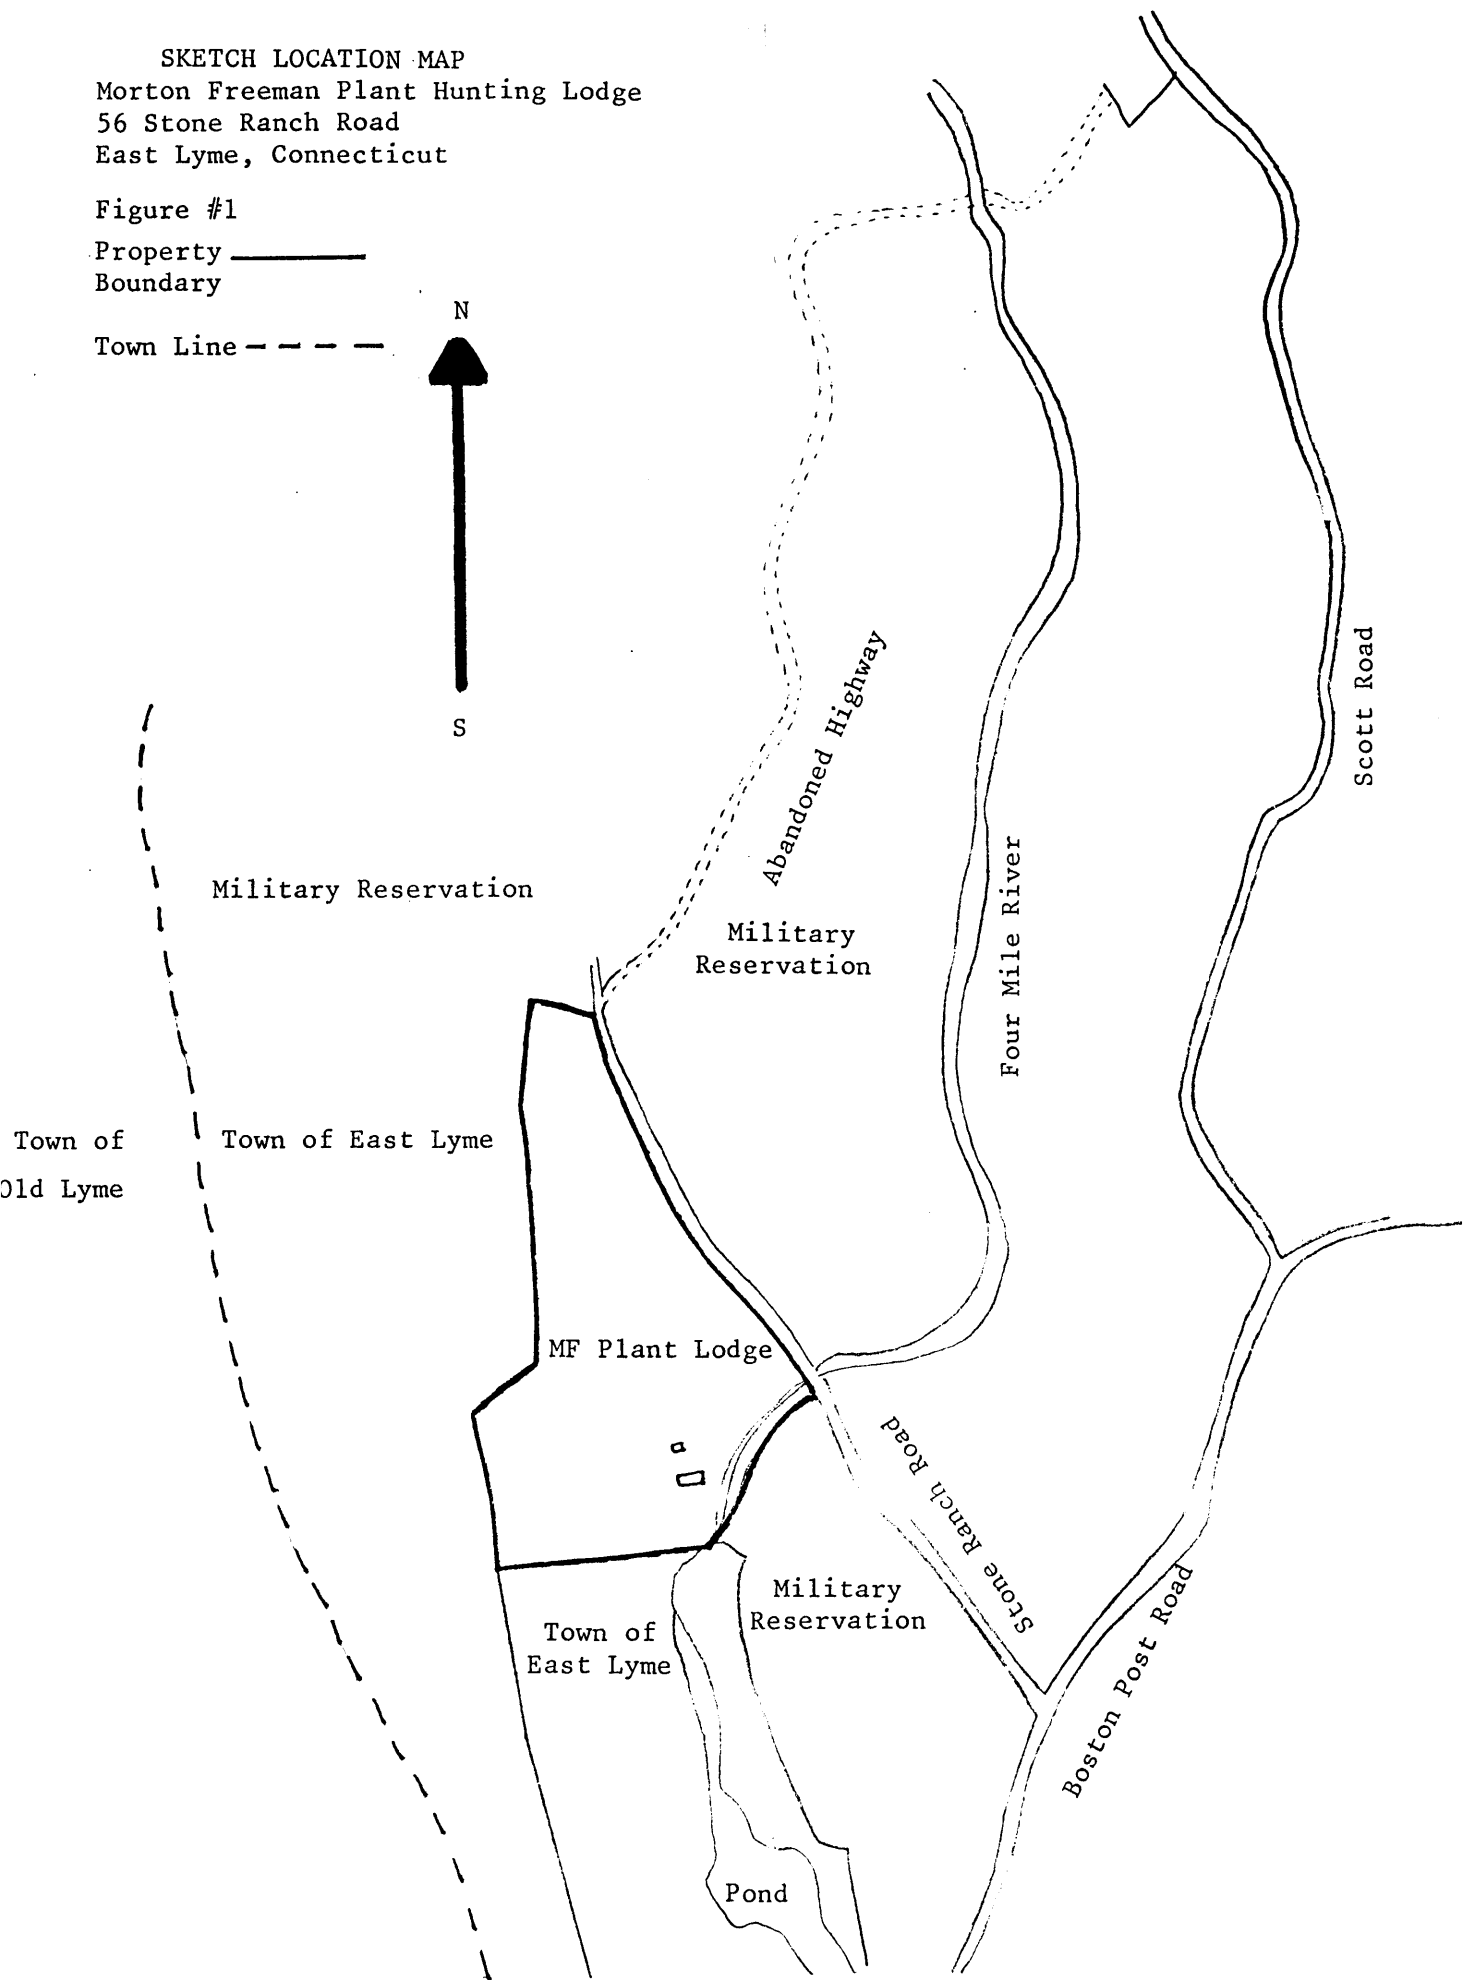 SKETCH LOCATION MAP
Morton Freeman Plant Hunting Lodge
56 Stone Ranch Road
East Lyme, Connecticut
Figure #1
Property
Boundary
Town Line
N
S
Abandoned Highway
Scott Road
Military Reservation
Military
Reservation
Four Mile River
Town of
Old Lyme
Town of East Lyme
MF Plant Lodge
Stone Ranch Road
Military
Reservation
Town of
East Lyme
Boston Post Road
Pond